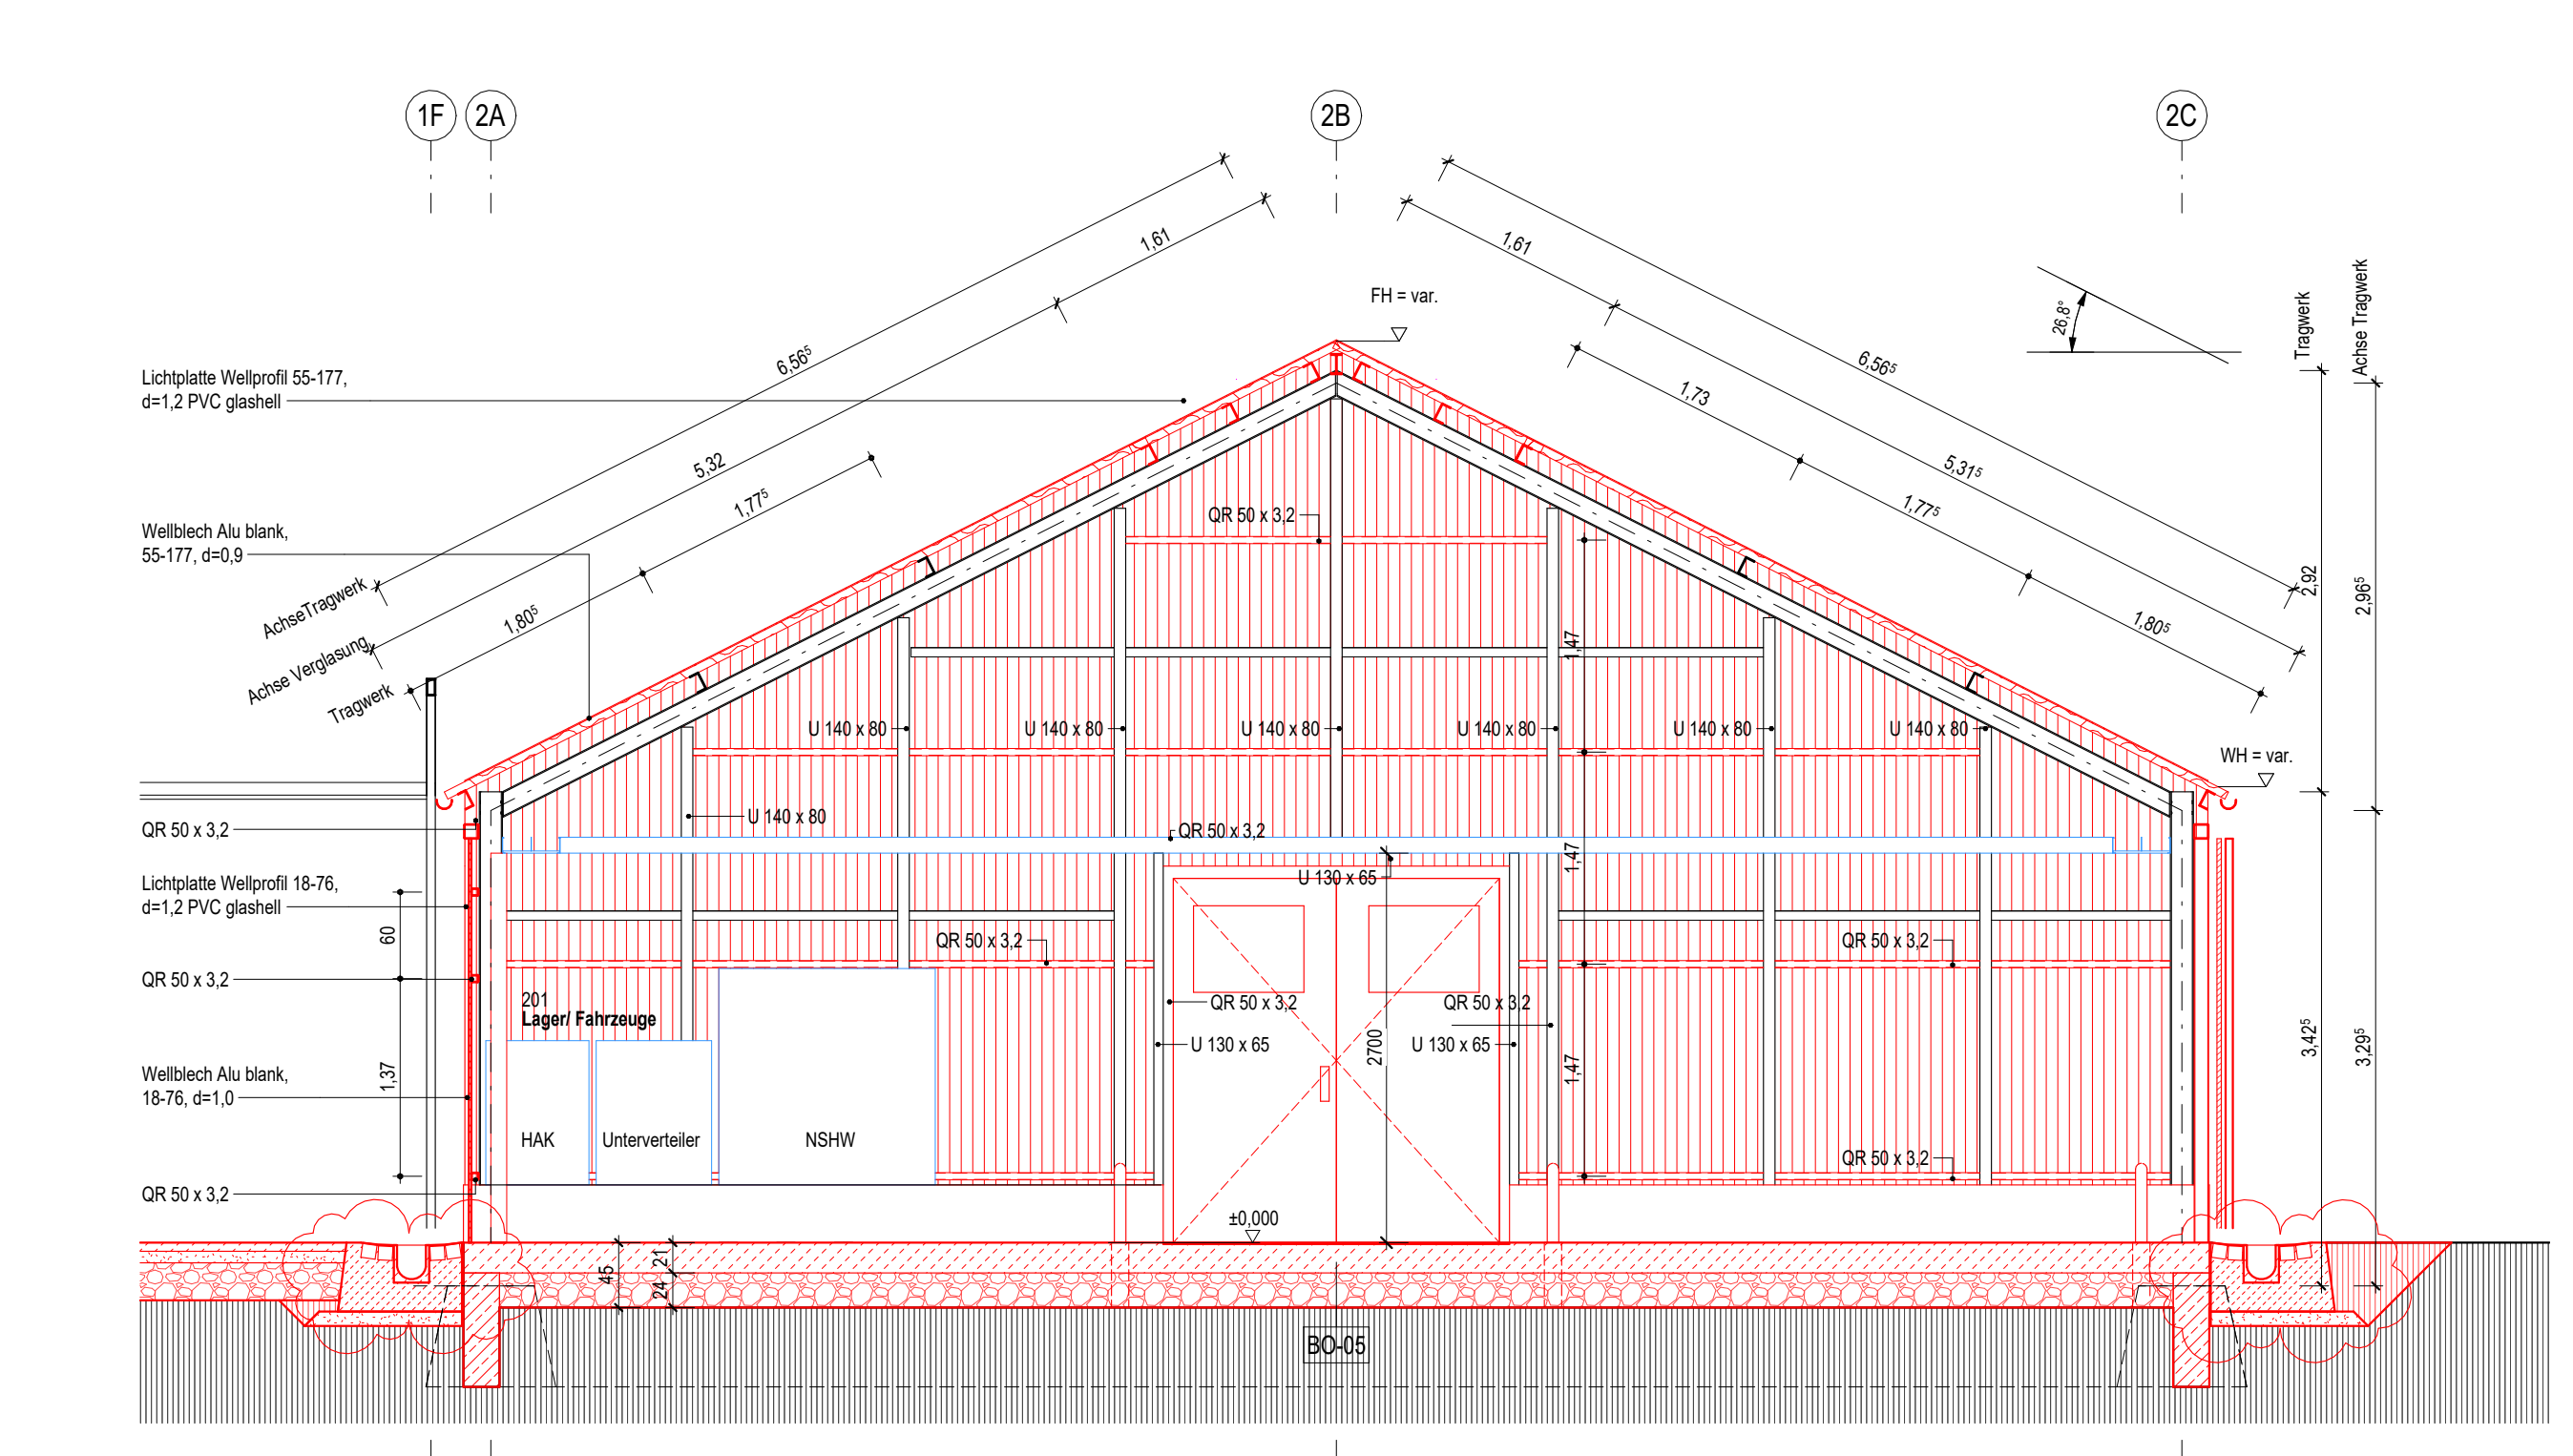 1F
2A
2B
2C
6,56⁵
1,61
5,32
1,77⁵
1,80⁵
AchseTragwerk
Achse Verglasung
Tragwerk
1,61
6,56⁵
1,73
5,31⁵
1,77⁵
1,80⁵
FH = var.
26,8°
Tragwerk
Achse Tragwerk
2,92
2,96⁵
WH = var.
3,42⁵
3,29⁵
Lichtplatte Wellprofil 55-177,
d=1,2 PVC glashell
Wellblech Alu blank,
55-177, d=0,9
QR 50 x 3,2
Lichtplatte Wellprofil 18-76,
d=1,2 PVC glashell
60
QR 50 x 3,2
1,37
Wellblech Alu blank,
18-76, d=1,0
QR 50 x 3,2
QR 50 x 3,2
1,47
U 140 x 80
U 140 x 80
U 140 x 80
U 140 x 80
U 140 x 80
U 140 x 80
U 140 x 80
QR 50 x 3,2
1,47
U 130 x 65
QR 50 x 3,2
QR 50 x 3,2
201
Lager/ Fahrzeuge
QR 50 x 3,2
QR 50 x 3,2
U 130 x 65
2700
U 130 x 65
1,47
HAK
Unterverteiler
NSHW
QR 50 x 3,2
±0,000
45
21
24
BO-05